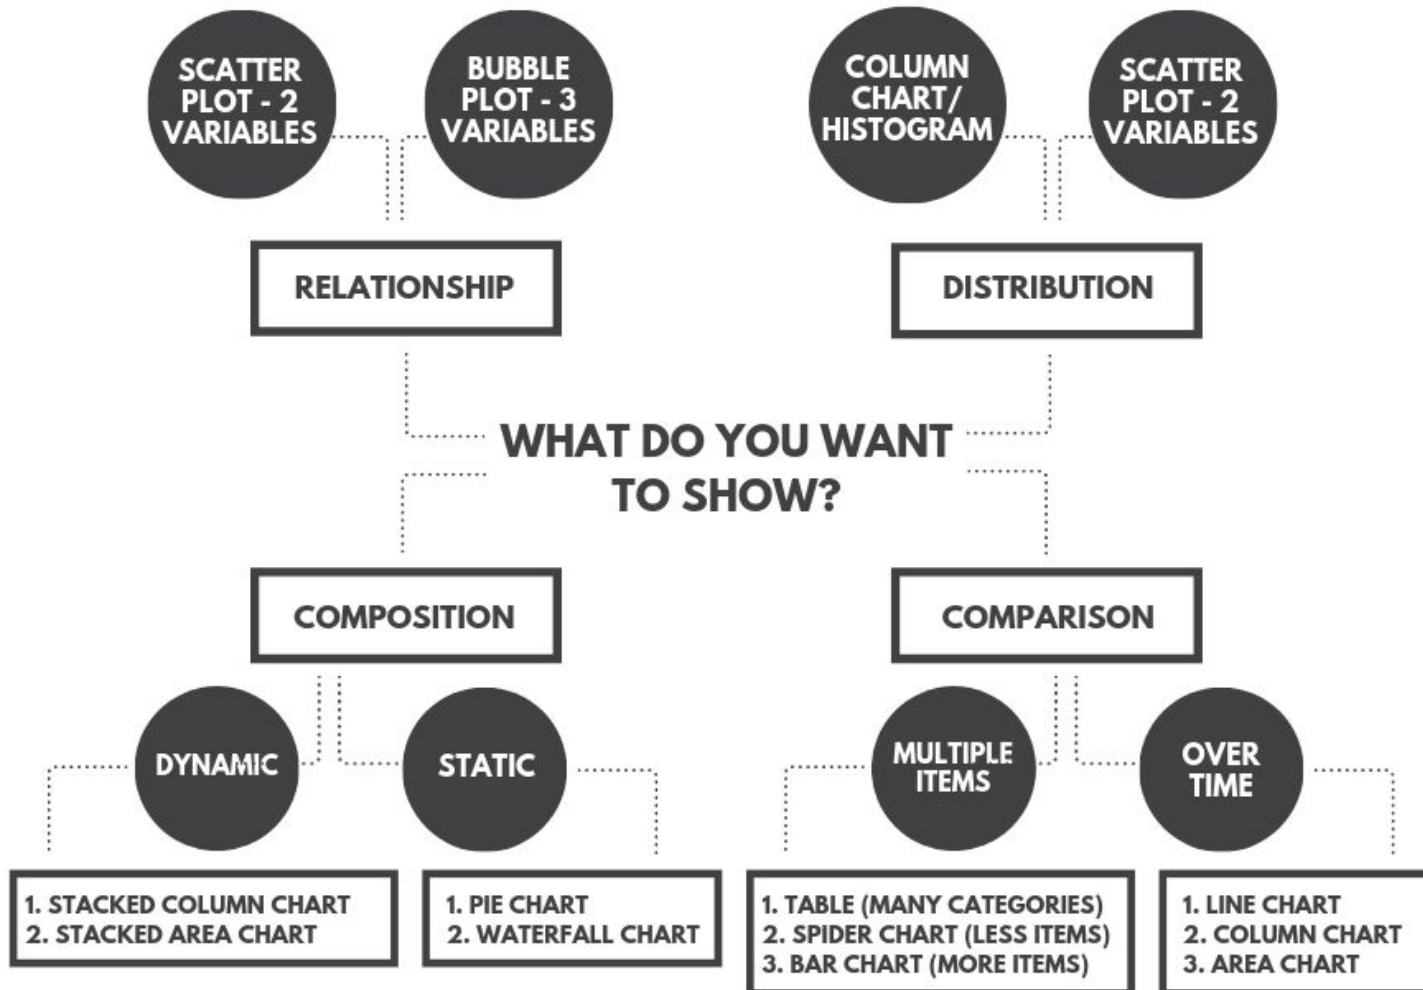 SCATTER
PLOT - 2
VARIABLES
BUBBLE
PLOT - 3
VARIABLES
COLUMN
CHART/
HISTOGRAM
SCATTER
PLOT - 2
VARIABLES
RELATIONSHIP
DISTRIBUTION
WHAT DO YOU WANT
TO SHOW?
COMPOSITION
COMPARISON
DYNAMIC
STATIC
MULTIPLE
ITEMS
OVER
TIME
1. STACKED COLUMN CHART
2. STACKED AREA CHART
1. PIE CHART
2. WATERFALL CHART
1. TABLE (MANY CATEGORIES)
2. SPIDER CHART (LESS ITEMS)
3. BAR CHART (MORE ITEMS)
1. LINE CHART
2. COLUMN CHART
3. AREA CHART